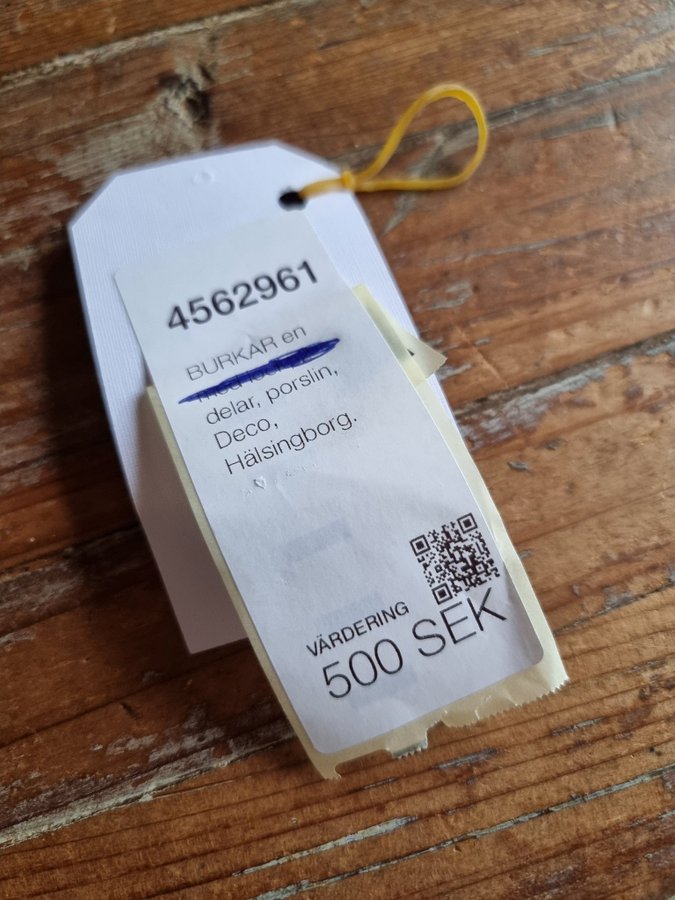 4562961
BURKAR en
delar, porslin,
Deco,
Hälsingborg.
VÄRDERING
500 SEK